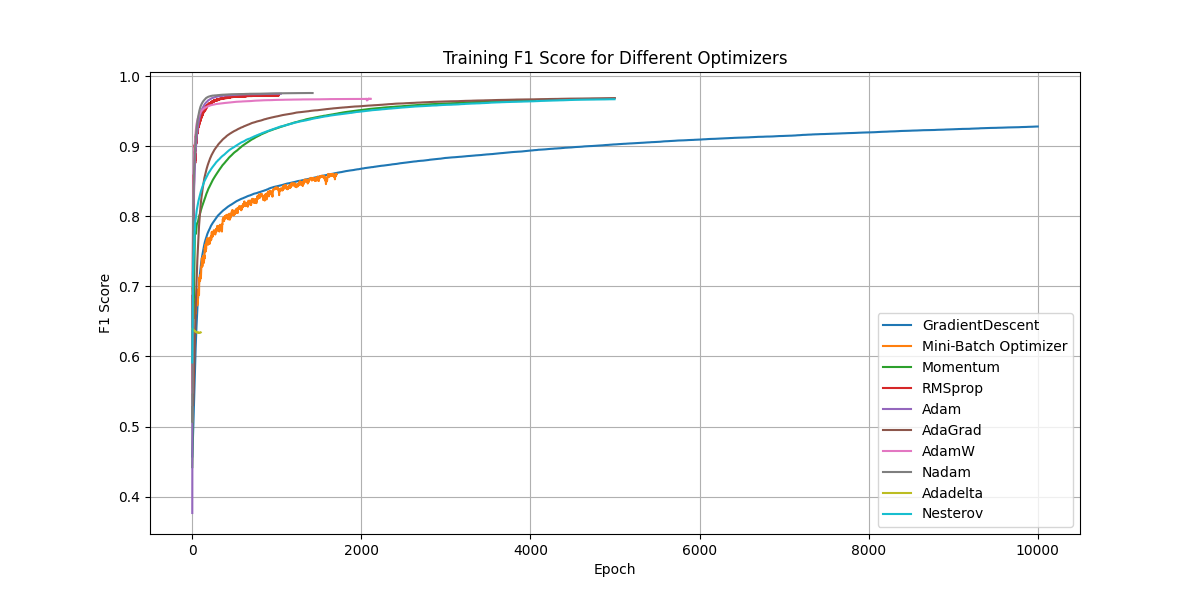 Training F1 Score for Different Optimizers
F1 Score
1.0
0.9
0.8
0.7
0.6
0.5
0.4
0
2000
4000
6000
8000
10000
Epoch
GradientDescent
Mini-Batch Optimizer
Momentum
RMSprop
Adam
AdaGrad
AdamW
Nadam
Adadelta
Nesterov